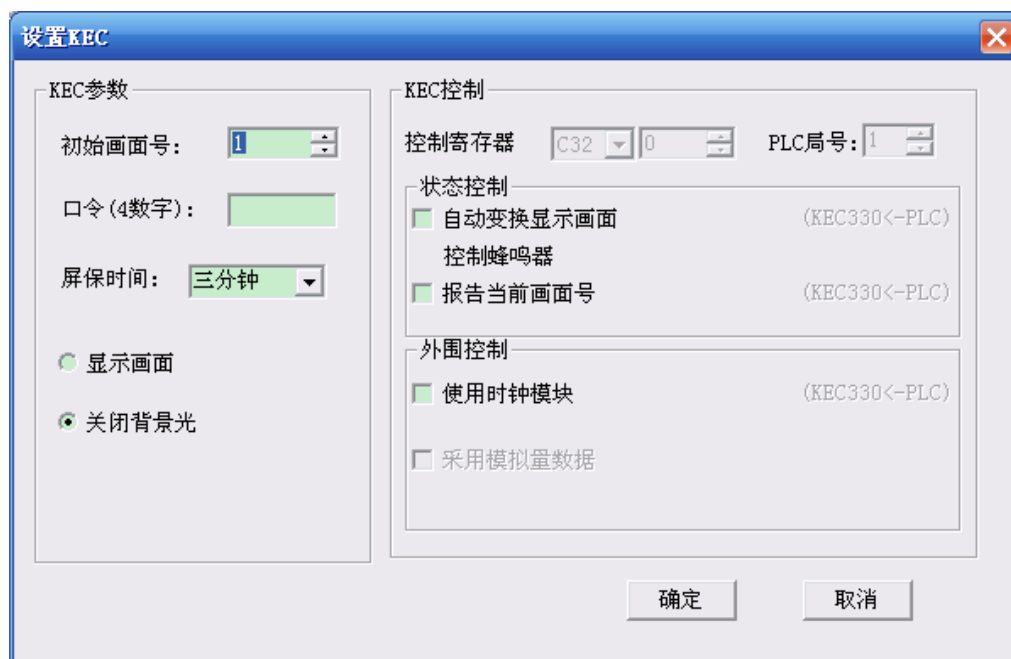 设置KEC
KEC参数
初始画面号: 1
口令(4数字):
屏保时间: 三分钟
显示画面
关闭背景光
KEC控制
控制寄存器 C32 0 PLC局号: 1
状态控制
自动变换显示画面 (KEC330<-PLC)
控制蜂鸣器
报告当前画面号 (KEC330<-PLC)
外围控制
使用时钟模块 (KEC330<-PLC)
采用模拟量数据
确定 取消